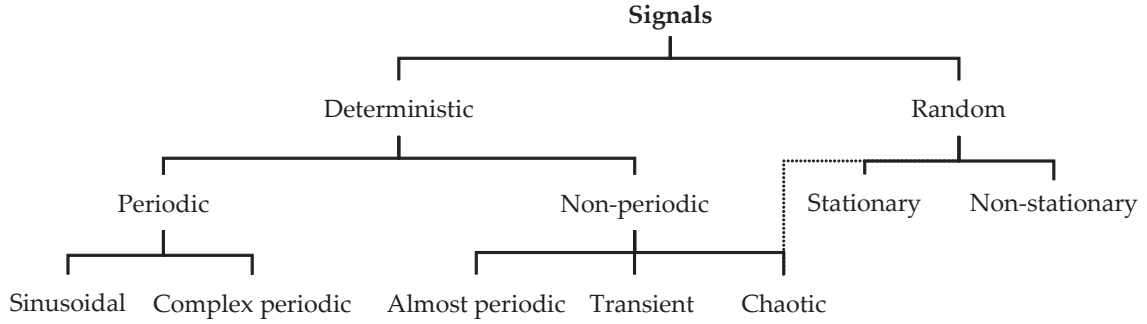 Signals
Deterministic Random
Periodic Non-periodic Stationary Non-stationary
Sinusoidal Complex periodic Almost periodic Transient Chaotic